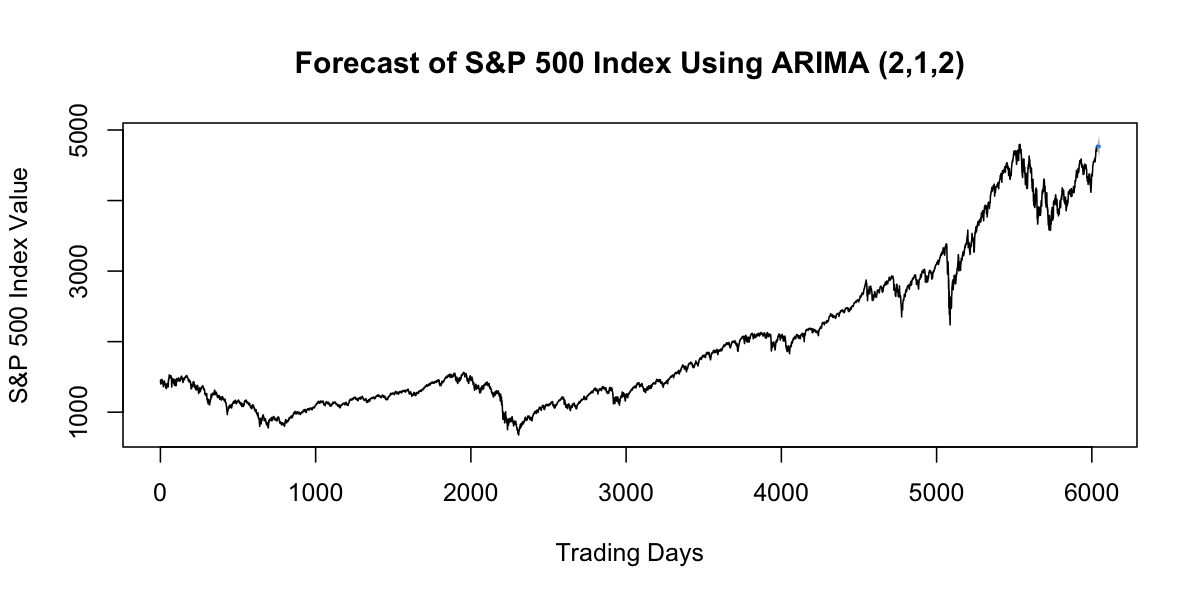 Forecast of S&P 500 Index Using ARIMA (2,1,2)
S&P 500 Index Value
5000
3000
1000
0 1000 2000 3000 4000 5000 6000
Trading Days